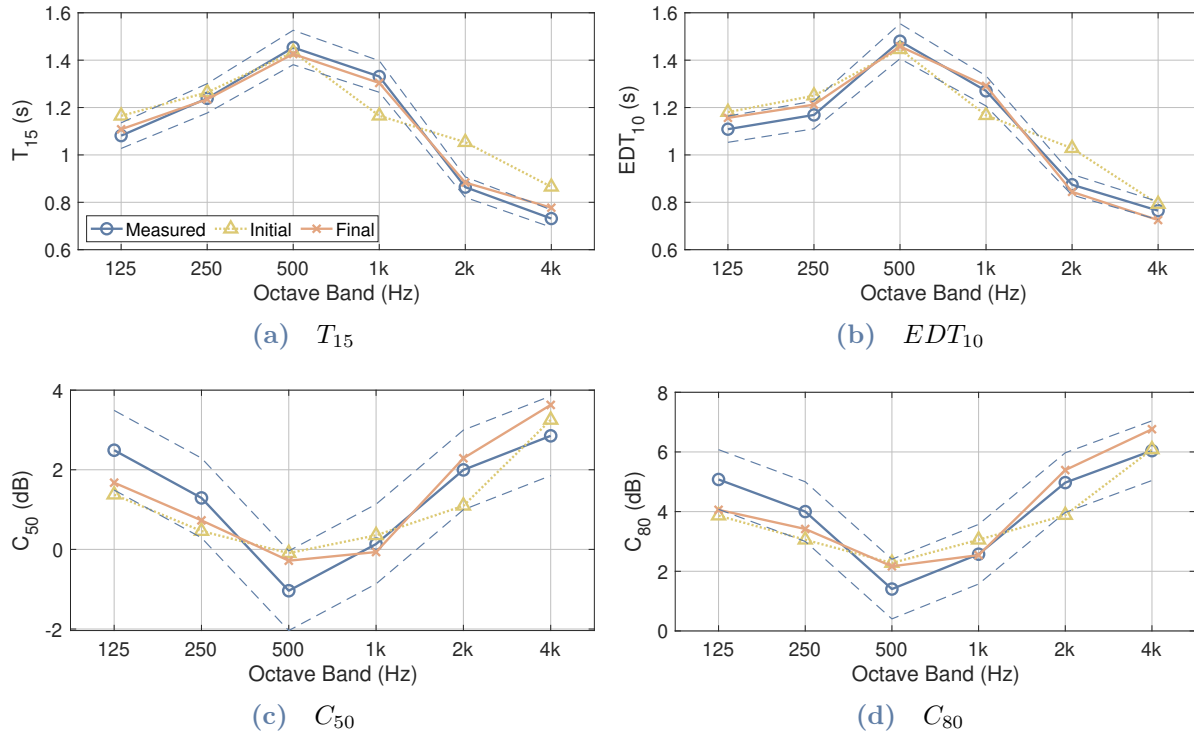 1.6
1.4
1.2
1
0.8
0.6
T15 (s)
Measured Initial Final
125 250 500 1k 2k 4k
Octave Band (Hz)
(a) T15
1.6
1.4
1.2
1
0.8
0.6
EDT10 (s)
125 250 500 1k 2k 4k
Octave Band (Hz)
(b) EDT10
4
2
0
-2
C50 (dB)
125 250 500 1k 2k 4k
Octave Band (Hz)
(c) C50
8
6
4
2
0
C80 (dB)
125 250 500 1k 2k 4k
Octave Band (Hz)
(d) C80